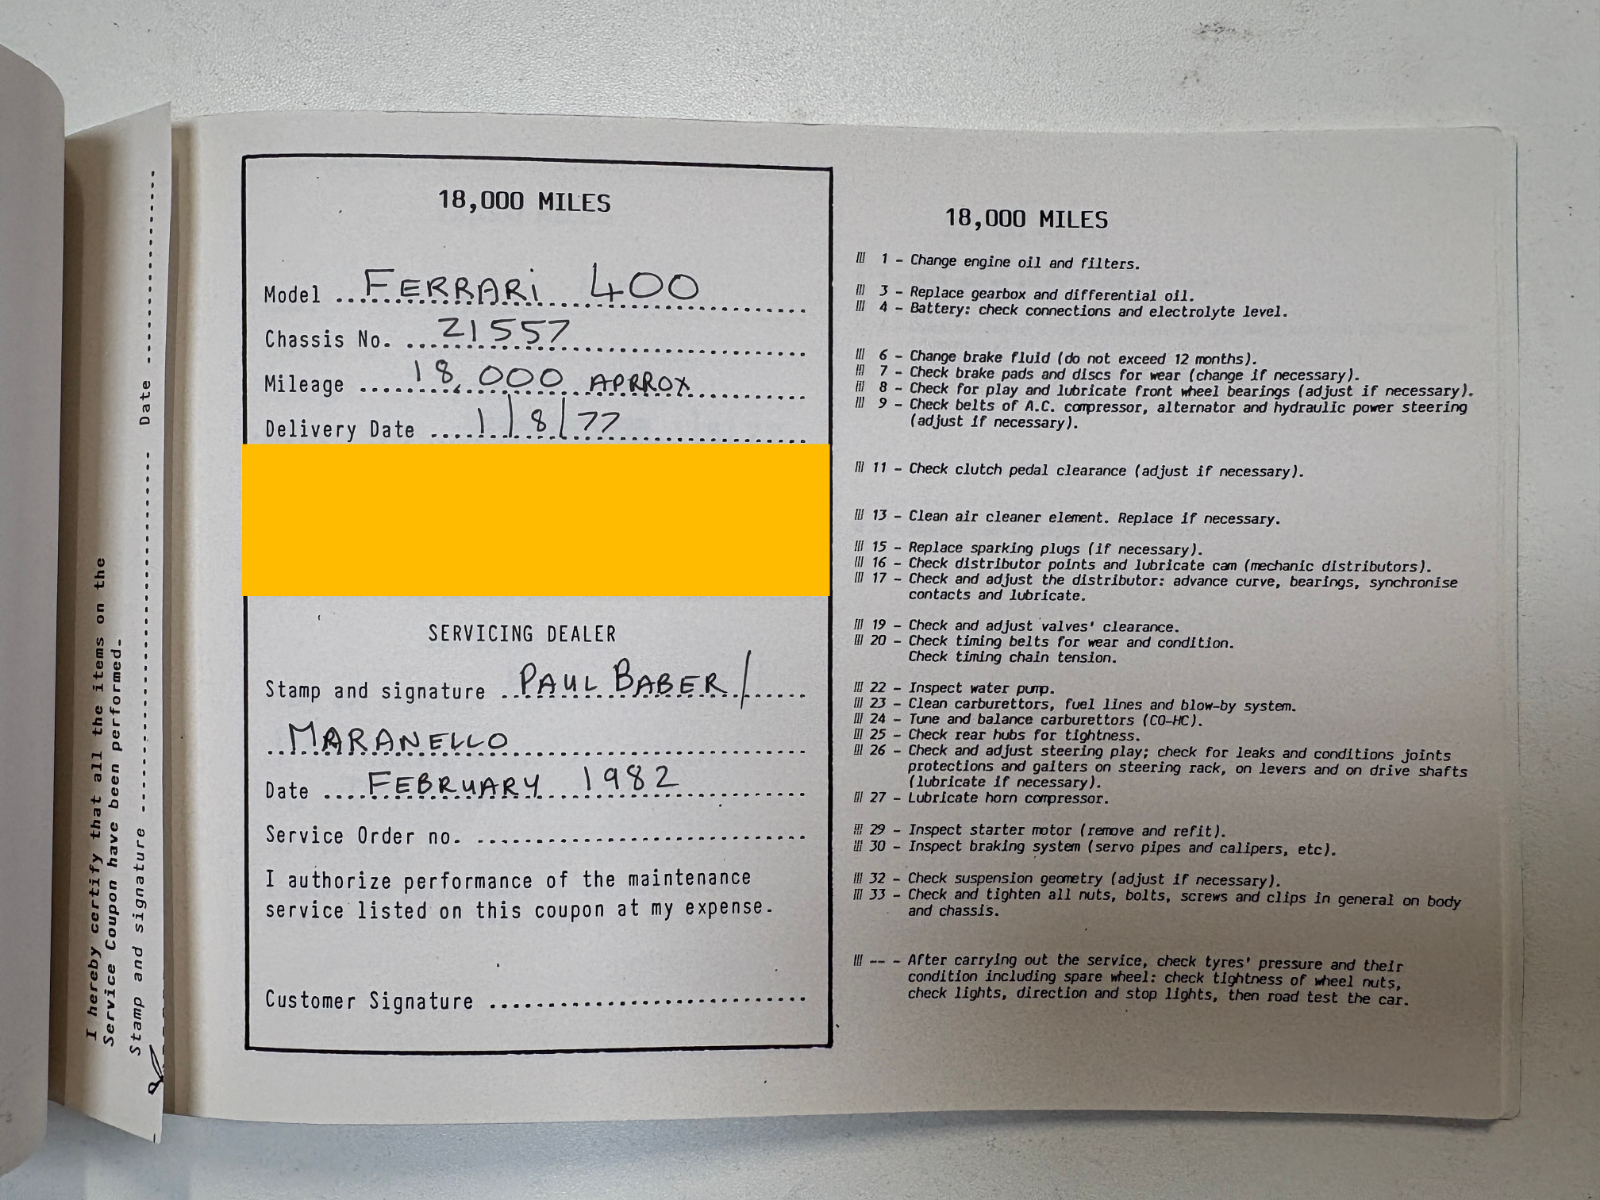 I hereby certify that all the items on the
Service Coupon have been performed.
Stamp and signature Date
18,000 MILES
Model FERRARi 400
Chassis No. 21557
Mileage 18,000 APRROX
Delivery Date 1/8/77
SERVICING DEALER
Stamp and signature PAUL BABER/
MARANELLO
Date FEBRUARY 1982
Service Order no.
I authorize performance of the maintenance
service listed on this coupon at my expense.
Customer Signature
18,000 MILES
1 - Change engine oil and filters.
3 - Replace gearbox and differential oil.
4 - Battery: check connections and electrolyte level.
6 - Change brake fluid (do not exceed 12 months).
7 - Check brake pads and discs for wear (change if necessary).
8 - Check for play and lubricate front wheel bearings (adjust if necessary).
9 - Check belts of A.C. compressor, alternator and hydraulic power steering
(adjust if necessary).
11 - Check clutch pedal clearance (adjust if necessary).
13 - Clean air cleaner element. Replace if necessary.
15 - Replace sparking plugs (if necessary).
16 - Check distributor points and lubricate cam (mechanic distributors).
17 - Check and adjust the distributor: advance curve, bearings, synchronise
contacts and lubricate.
19 - Check and adjust valves' clearance.
20 - Check timing belts for wear and condition.
Check timing chain tension.
22 - Inspect water pump.
23 - Clean carburettors, fuel lines and blow-by system.
24 - Tune and balance carburettors (CO-HC).
25 - Check rear hubs for tightness.
26 - Check and adjust steering play; check for leaks and conditions joints
protections and gaiters on steering rack, on levers and on drive shafts
(lubricate if necessary).
27 - Lubricate horn compressor.
29 - Inspect starter motor (remove and refit).
30 - Inspect braking system (servo pipes and calipers, etc).
32 - Check suspension geometry (adjust if necessary).
33 - Check and tighten all nuts, bolts, screws and clips in general on body
and chassis.
-- - After carrying out the service, check tyres' pressure and their
condition including spare wheel: check tightness of wheel nuts,
check lights, direction and stop lights, then road test the car.